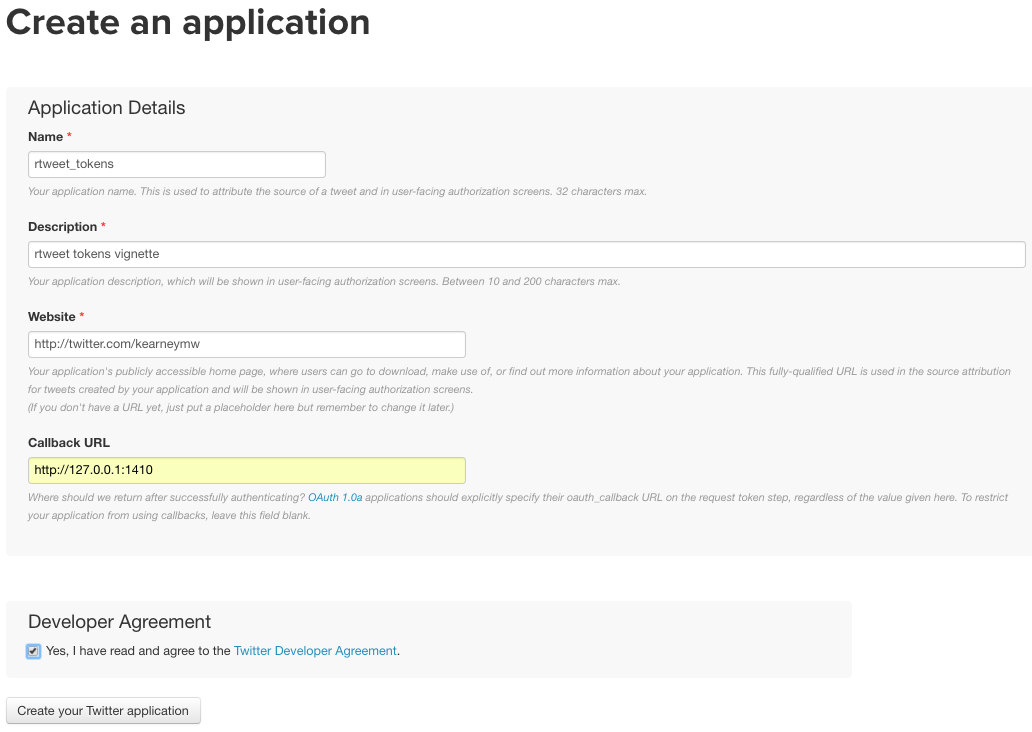 Create an application
Application Details
Name *
rtweet_tokens
Your application name. This is used to attribute the source of a tweet and in user-facing authorization screens. 32 characters max.
Description *
rtweet tokens vignette
Your application description, which will be shown in user-facing authorization screens. Between 10 and 200 characters max.
Website *
http://twitter.com/kearneymw
Your application's publicly accessible home page, where users can go to download, make use of, or find out more information about your application. This fully-qualified URL is used in the source attribution
for tweets created by your application and will be shown in user-facing authorization screens.
(If you don't have a URL yet, just put a placeholder here but remember to change it later.)
Callback URL
http://127.0.0.1:1410
Where should we return after successfully authenticating? OAuth 1.0a applications should explicitly specify their oauth_callback URL on the request token step, regardless of the value given here. To restrict
your application from using callbacks, leave this field blank.
Developer Agreement
Yes, I have read and agree to the Twitter Developer Agreement.
Create your Twitter application